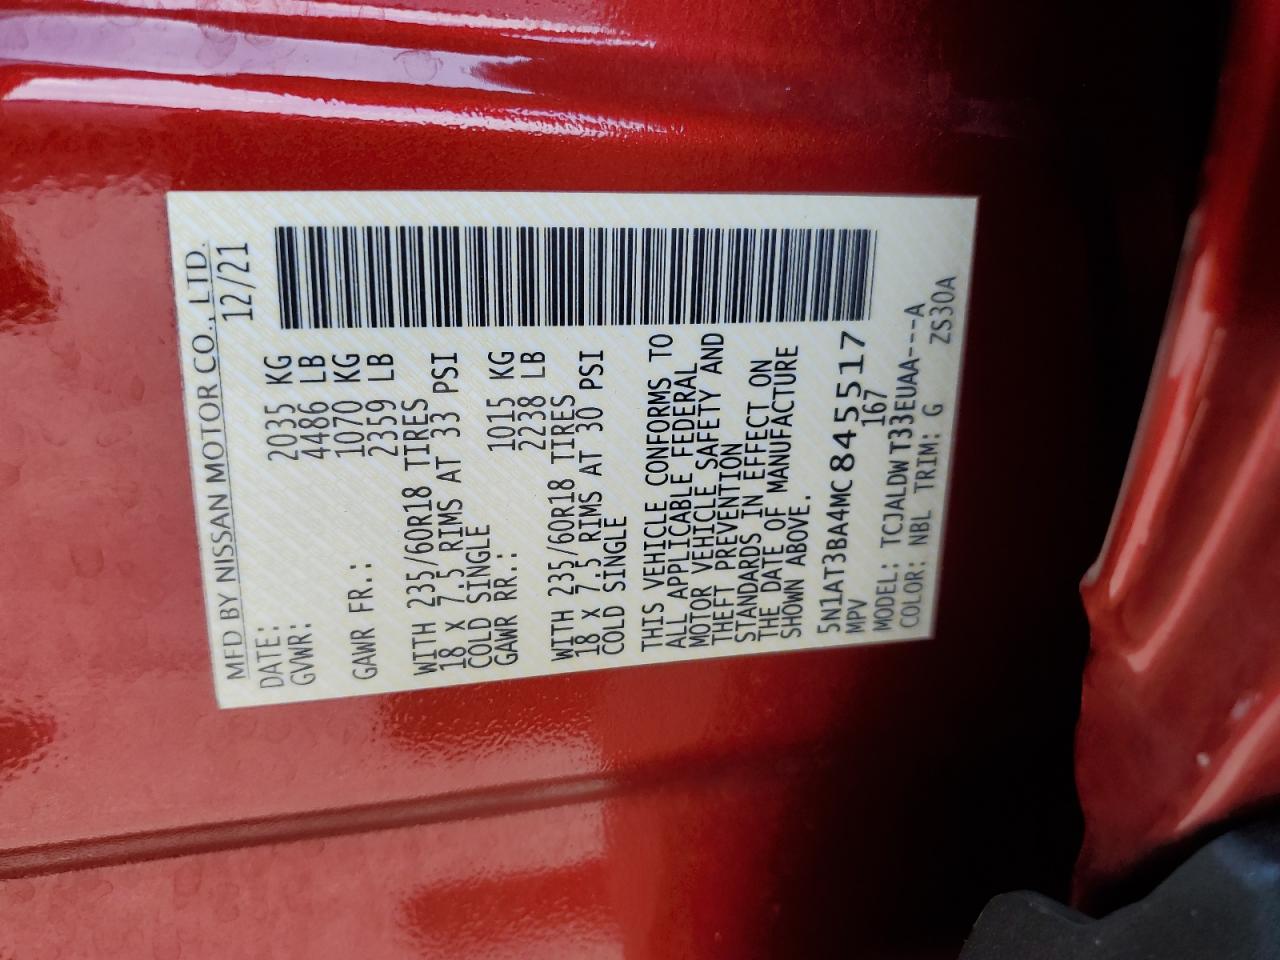 MFD BY NISSAN MOTOR CO., LTD.
DATE: 12/21
GVWR: 2035 KG
4486 LB
GAWR FR.: 1070 KG
2359 LB
WITH 235/60R18 TIRES
18 X 7.5 RIMS AT 33 PSI
COLD SINGLE
GAWR RR.: 1015 KG
2238 LB
WITH 235/60R18 TIRES
18 X 7.5 RIMS AT 30 PSI
COLD SINGLE
THIS VEHICLE CONFORMS TO
ALL APPLICABLE FEDERAL
MOTOR VEHICLE SAFETY AND
THEFT PREVENTION
STANDARDS IN EFFECT ON
THE DATE OF MANUFACTURE
SHOWN ABOVE.
5N1AT3BA4MC845517
MPV 167
MODEL: TCJALDWT33EUAA---A
COLOR: NBL TRIM: G ZS30A